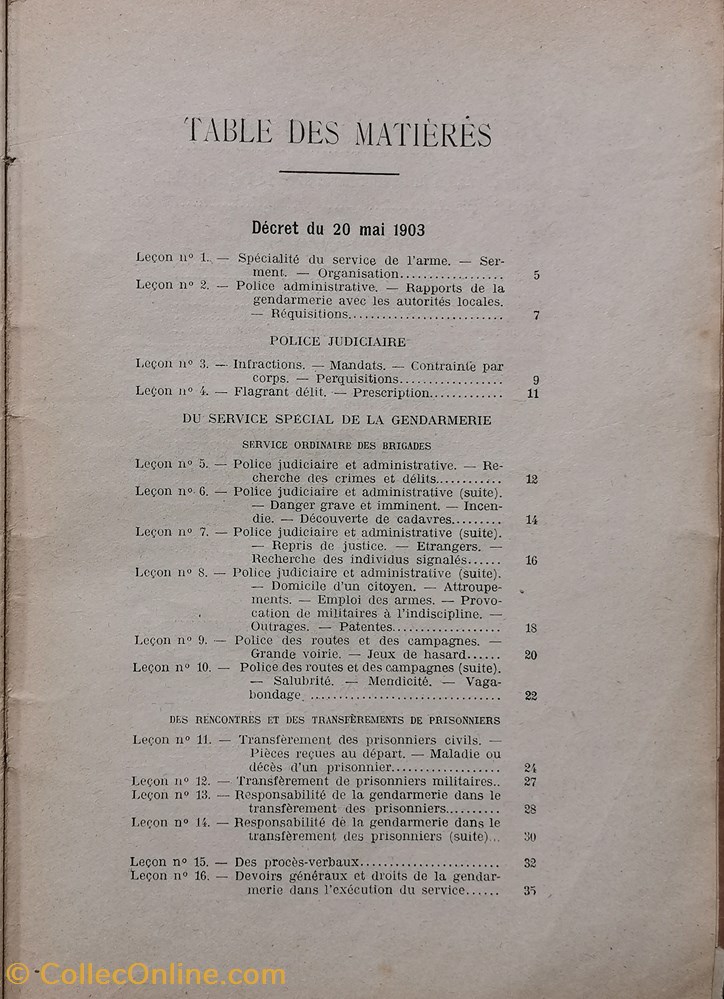 TABLE DES MATIÈRES
Décret du 20 mai 1903
Leçon nº 1. — Spécialité du service de l'arme. — Ser-
ment. — Organisation.................. 5
Leçon nº 2. — Police administrative. — Rapports de la
gendarmerie avec les autorités locales.
— Réquisitions........................... 7
POLICE JUDICIAIRE
Leçon nº 3. — Infractions. — Mandats. — Contrainte par
corps. — Perquisitions.................. 9
Leçon nº 4. — Flagrant délit. — Prescription............. 11
DU SERVICE SPÉCIAL DE LA GENDARMERIE
SERVICE ORDINAIRE DES BRIGADES
Leçon nº 5. — Police judiciaire et administrative. — Re-
cherche des crimes et délits........... 12
Leçon nº 6. — Police judiciaire et administrative (suite).
— Danger grave et imminent. — Incen-
die. — Découverte de cadavres......... 14
Leçon nº 7. — Police judiciaire et administrative (suite).
— Repris de justice. — Etrangers. —
Recherche des individus signalés...... 16
Leçon nº 8. — Police judiciaire et administrative (suite).
— Domicile d'un citoyen. — Attroupe-
ments. — Emploi des armes. — Provo-
cation de militaires à l'indiscipline. —
Outrages. — Patentes................... 18
Leçon nº 9. — Police des routes et des campagnes. —
Grande voirie. — Jeux de hasard...... 20
Leçon nº 10. — Police des routes et des campagnes (suite).
— Salubrité. — Mendicité. — Vaga-
bondage ................................. 22
DES RENCONTRES ET DES TRANSFÈREMENTS DE PRISONNIERS
Leçon nº 11. — Transfèrement des prisonniers civils. —
Pièces reçues au départ. — Maladie ou
décès d'un prisonnier................... 24
Leçon nº 12. — Transfèrement de prisonniers militaires.. 27
Leçon nº 13. — Responsabilité de la gendarmerie dans le
transfèrement des prisonniers......... 28
Leçon nº 14. — Responsabilité de la gendarmerie dans le
transfèrement des prisonniers (suite)... 30
Leçon nº 15. — Des procès-verbaux........................ 32
Leçon nº 16. — Devoirs généraux et droits de la gendar-
merie dans l'exécution du service...... 35
© CollecOnline.com